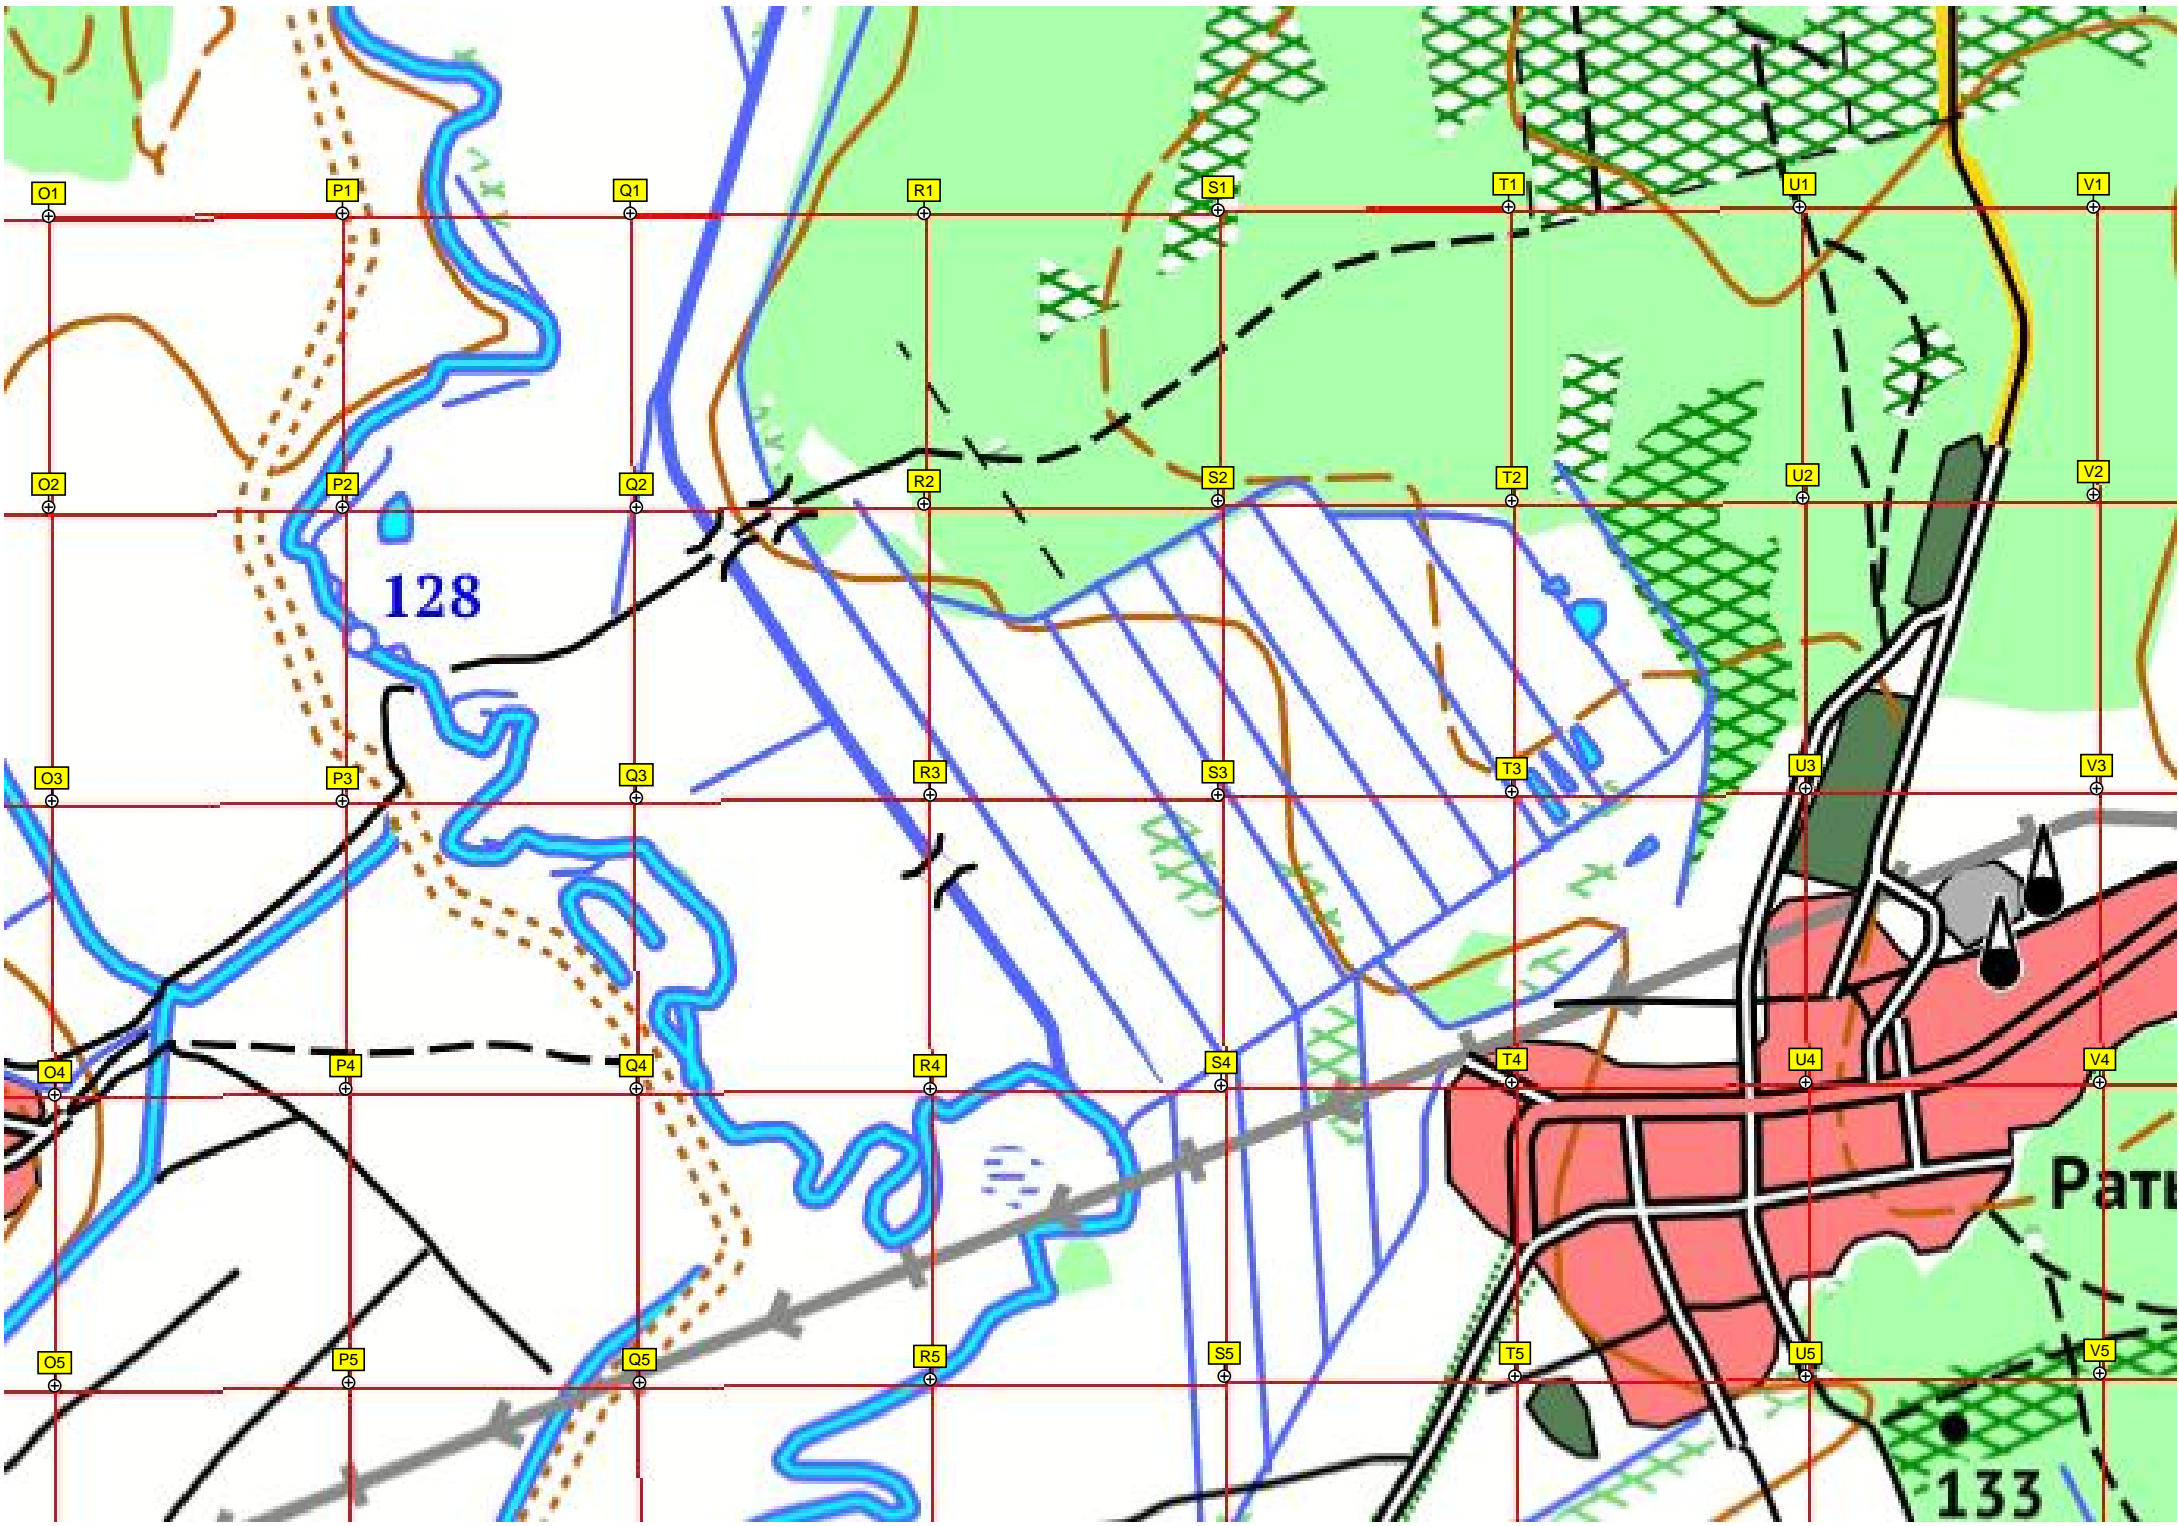 O1 P1 Q1 R1 S1 T1 U1 V1
O2 P2 Q2 R2 S2 T2 U2 V2
128
O3 P3 Q3 R3 S3 T3 U3 V3
O4 P4 Q4 R4 S4 T4 U4 V4
Рать
O5 P5 Q5 R5 S5 T5 U5 V5
133